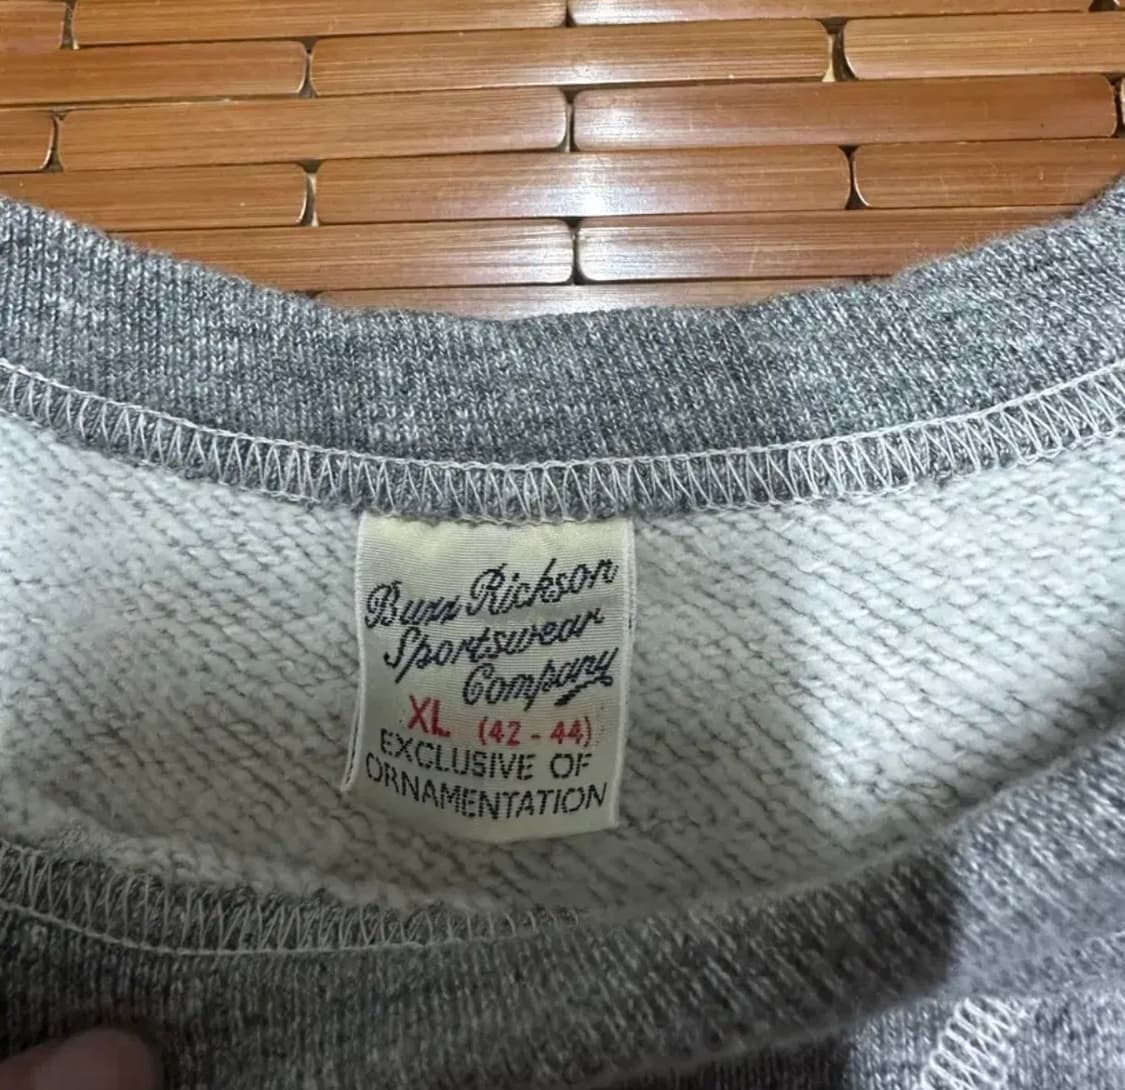 Buzz Rickson
Sportswear
Company
XL (42 - 44)
EXCLUSIVE OF
ORNAMENTATION